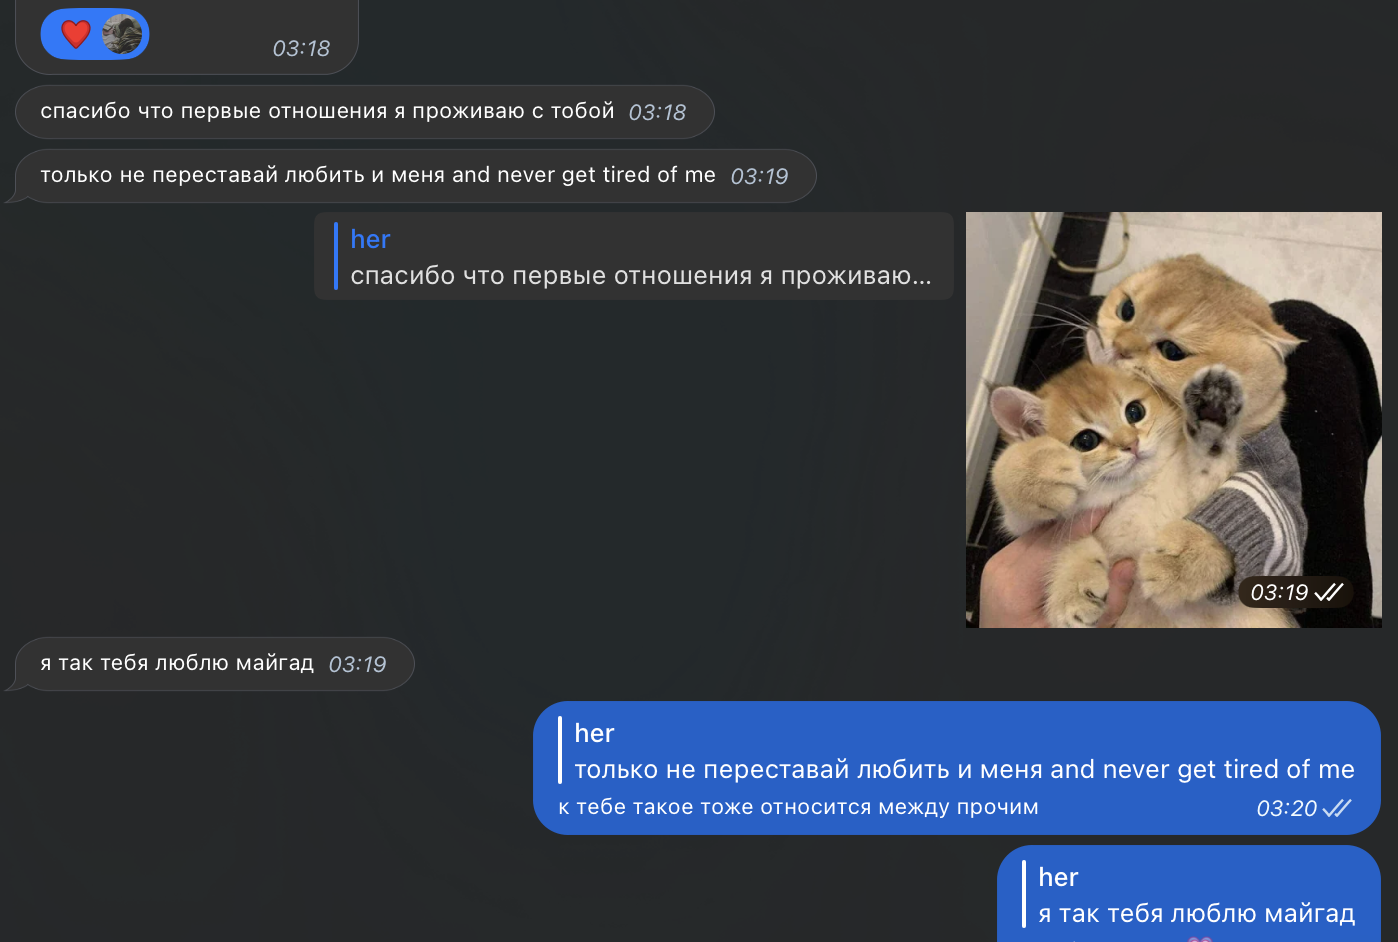 03:18
спасибо что первые отношения я проживаю с тобой 03:18
только не переставай любить и меня and never get tired of me 03:19
her
спасибо что первые отношения я проживаю...
03:19
я так тебя люблю майгад 03:19
her
только не переставай любить и меня and never get tired of me
к тебе такое тоже относится между прочим 03:20
her
я так тебя люблю майгад